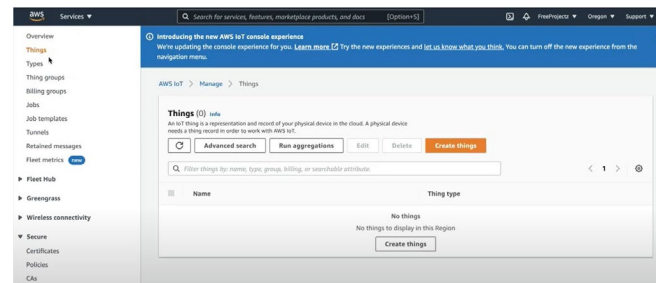 aws Services ▼ Search for services, features, marketplace products, and docs [Option+S] FreeProjectz ▼ Oregon ▼ Support ▼
Overview
Things
Types
Thing groups
Billing groups
Jobs
Job templates
Tunnels
Retained messages
Fleet metrics new
Fleet Hub
Greengrass
Wireless connectivity
Secure
Certificates
Policies
CAs
Introducing the new AWS IoT console experience
We're updating the console experience for you. Learn more Try the new experiences and let us know what you think. You can turn off the new experience from the
navigation menu.
AWS IoT > Manage > Things
Things (0) Info
An IoT thing is a representation and record of your physical device in the cloud. A physical device
needs a thing record in order to work with AWS IoT.
Advanced search Run aggregations Edit Delete Create things
Filter things by: name, type, group, billing, or searchable attribute.
< 1 >
Name Thing type
No things
No things to display in this Region
Create things